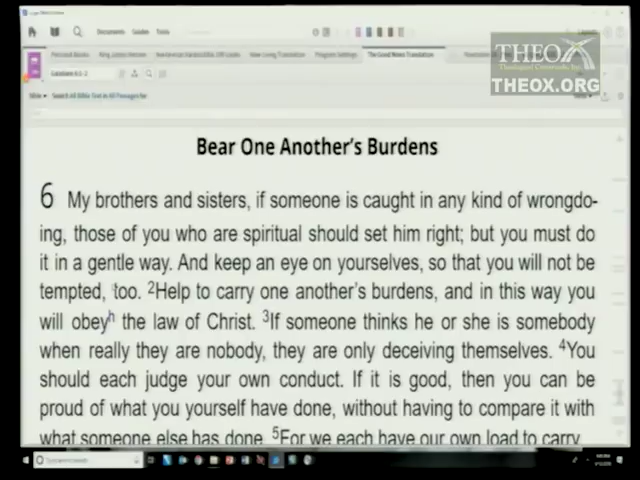 Documents Guides Tools
The Good News Translation
THEOX
THEOX.ORG
Bear One Another's Burdens
6 My brothers and sisters, if someone is caught in any kind of wrongdo-
ing, those of you who are spiritual should set him right; but you must do
it in a gentle way. And keep an eye on yourselves, so that you will not be
tempted, too. ²Help to carry one another's burdens, and in this way you
will obeyʰ the law of Christ. ³If someone thinks he or she is somebody
when really they are nobody, they are only deceiving themselves. ⁴You
should each judge your own conduct. If it is good, then you can be
proud of what you yourself have done, without having to compare it with
what someone else has done. ⁵For we each have our own load to carry.